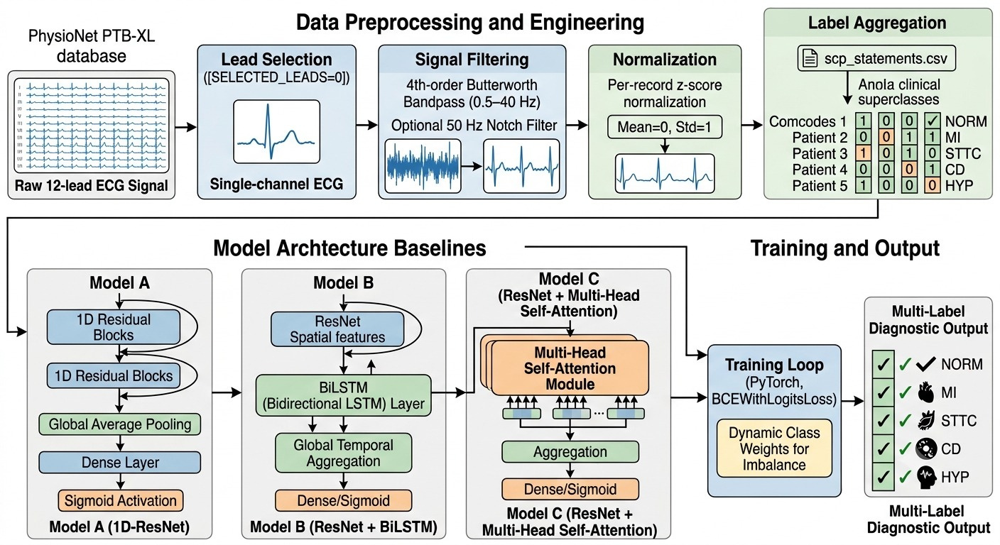 Data Preprocessing and Engineering
PhysioNet PTB-XL
database
Raw 12-lead ECG Signal
Lead Selection
([SELECTED_LEADS=0])
Single-channel ECG
Signal Filtering
4th-order Butterworth
Bandpass (0.5–40 Hz)
Optional 50 Hz Notch Filter
Normalization
Per-record z-score
normalization
Mean=0, Std=1
Label Aggregation
scp_statements.csv
Anola clinical
superclasses
Comcodes 1 1 0 0 ✓ NORM
Patient 2 0 0 1 1 MI
Patient 3 1 0 1 0 STTC
Patient 4 0 0 0 1 CD
Patient 5 1 0 0 0 HYP
Model Archtecture Baselines
Model A
1D Residual
Blocks
1D Residual Blocks
Global Average Pooling
Dense Layer
Sigmoid Activation
Model A (1D-ResNet)
Model B
ResNet
Spatial features
BiLSTM
(Bidirectional LSTM) Layer
Global Temporal
Aggregation
Dense/Sigmoid
Model B (ResNet + BiLSTM)
Model C
(ResNet + Multi-Head
Self-Attention)
Multi-Head
Self-Attention
Module
...
Aggregation
Dense/Sigmoid
Model C (ResNet +
Multi-Head Self-Attention)
Training and Output
Training Loop
(PyTorch,
BCEWithLogitsLoss)
Dynamic Class
Weights for
Imbalance
Multi-Label
Diagnostic Output
✓ ✓ ✓ NORM
✓ ✓ MI
✓ ✓ STTC
✓ ✓ CD
✓ ✓ HYP
Multi-Label
Diagnostic Output